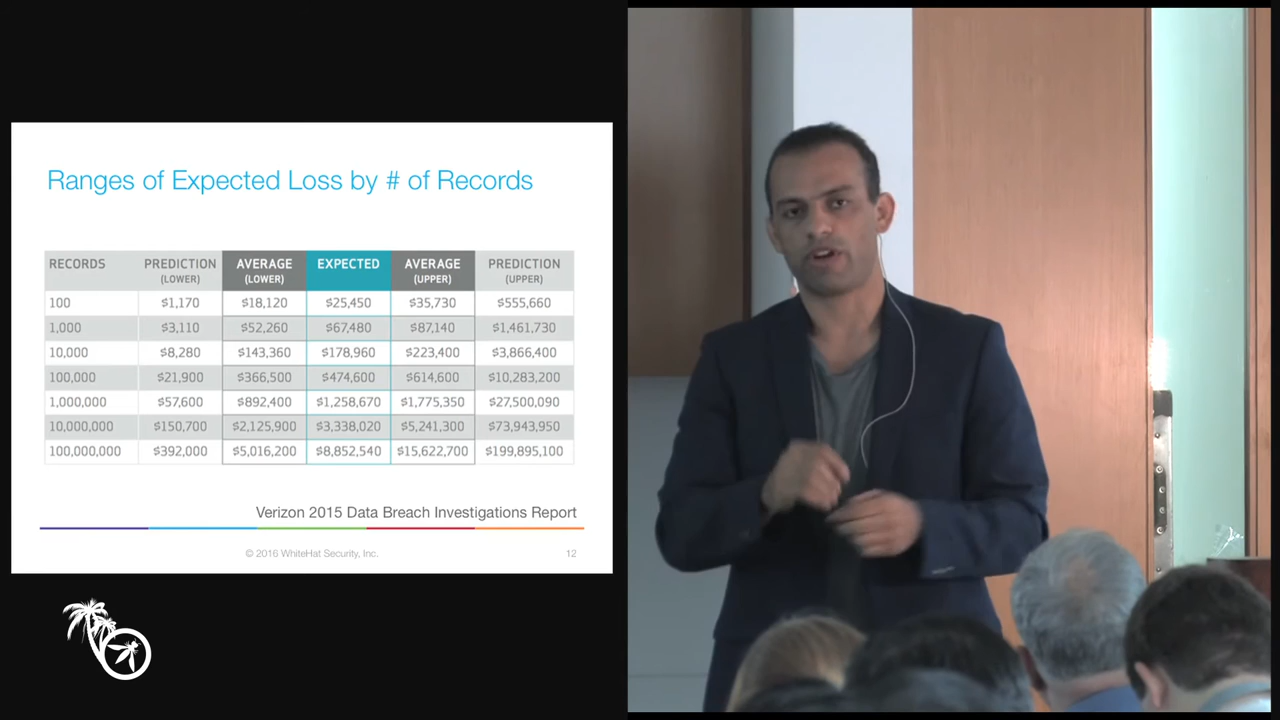 Ranges of Expected Loss by # of Records
RECORDS PREDICTION (LOWER) AVERAGE (LOWER) EXPECTED AVERAGE (UPPER) PREDICTION (UPPER)
100 $1,170 $18,120 $25,450 $35,730 $555,660
1,000 $3,110 $52,260 $67,480 $87,140 $1,461,730
10,000 $8,280 $143,360 $178,960 $223,400 $3,866,400
100,000 $21,900 $366,500 $474,600 $614,600 $10,283,200
1,000,000 $57,600 $892,400 $1,258,670 $1,775,350 $27,500,090
10,000,000 $150,700 $2,125,900 $3,338,020 $5,241,300 $73,943,950
100,000,000 $392,000 $5,016,200 $8,852,540 $15,622,700 $199,895,100
Verizon 2015 Data Breach Investigations Report
© 2016 WhiteHat Security, Inc. 12